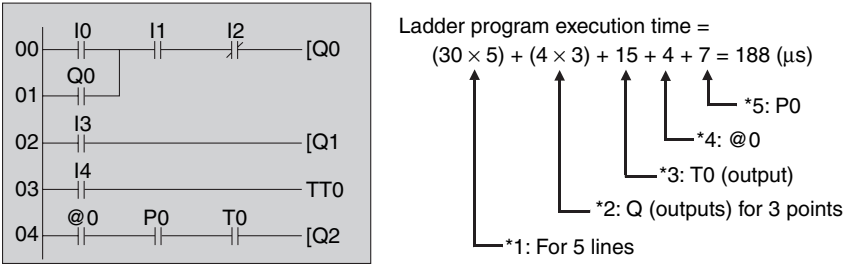 I0 I1 I2
00 [Q0
Q0
01
I3
02 [Q1
I4
03 TT0
@0 P0 T0
04 [Q2
Ladder program execution time =
(30 × 5) + (4 × 3) + 15 + 4 + 7 = 188 (μs)
*5: P0
*4: @0
*3: T0 (output)
*2: Q (outputs) for 3 points
*1: For 5 lines